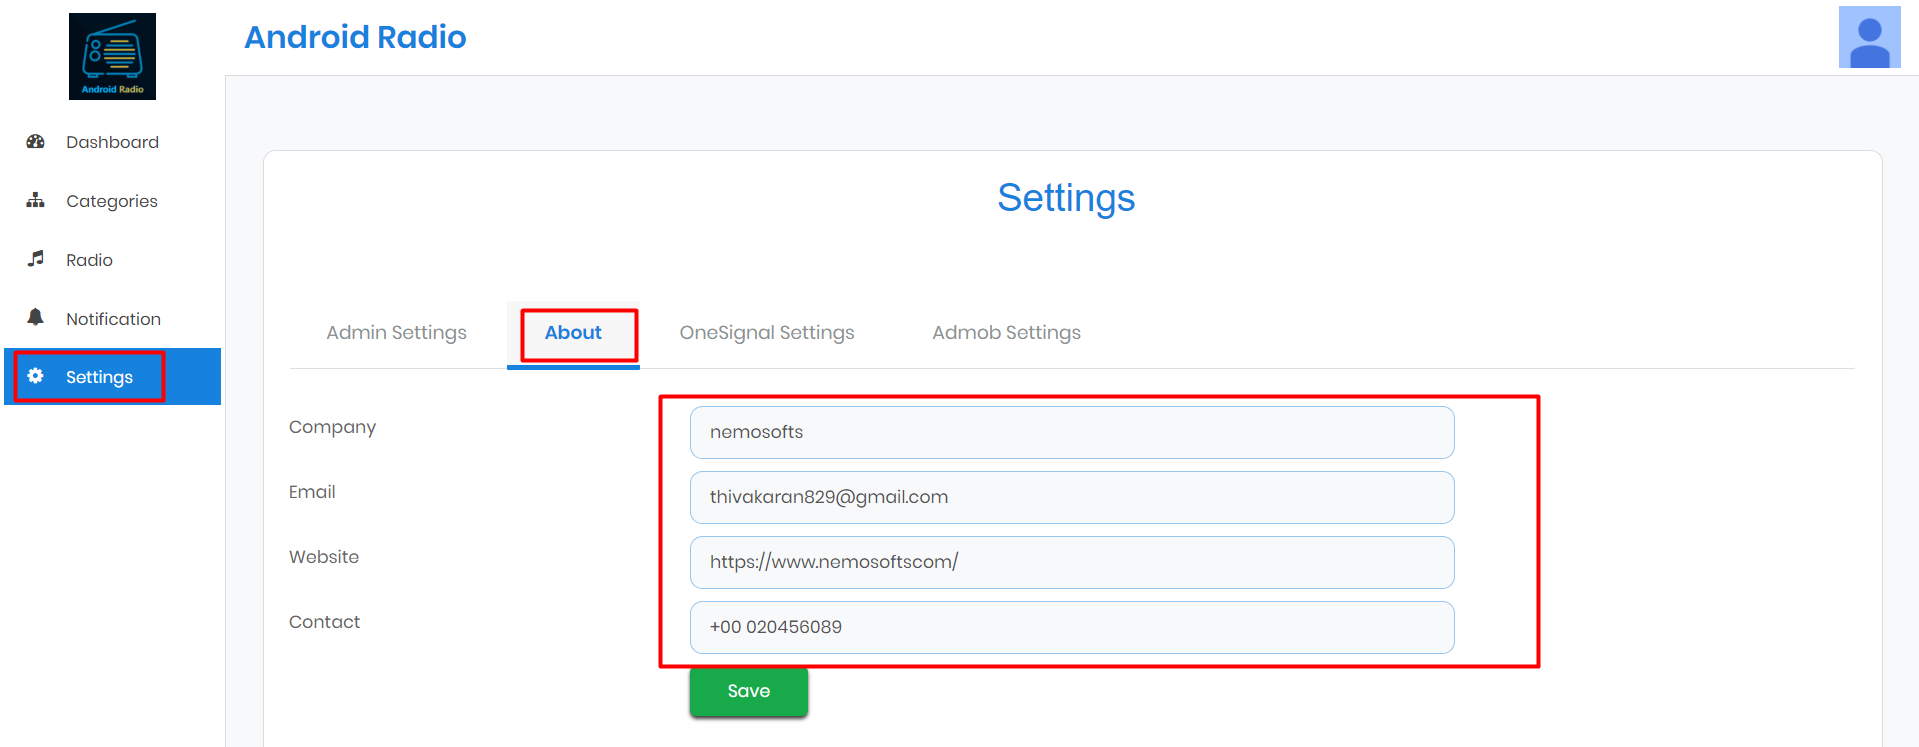 Android Radio
Android Radio
Dashboard
Categories
Radio
Notification
Settings
Settings
Admin Settings
About
OneSignal Settings
Admob Settings
Company
nemosofts
Email
thivakaran829@gmail.com
Website
https://www.nemosoftscom/
Contact
+00 020456089
Save